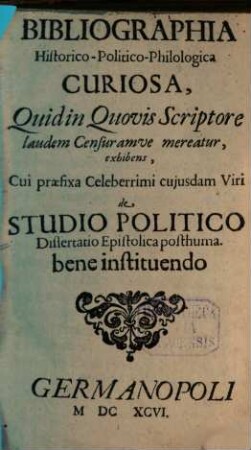 BIBLIOGRAPHIA
Historico-Politico-Philologica
CURIOSA,
Quid in Quovis Scriptore
laudem Censuramve mereatur,
exhibens,
Cui præfixa Celeberrimi cujusdam Viri
de
STUDIO POLITICO
Dissertatio Epistolica posthuma.
bene instituendo
GERMANOPOLI
M DC XCVI.